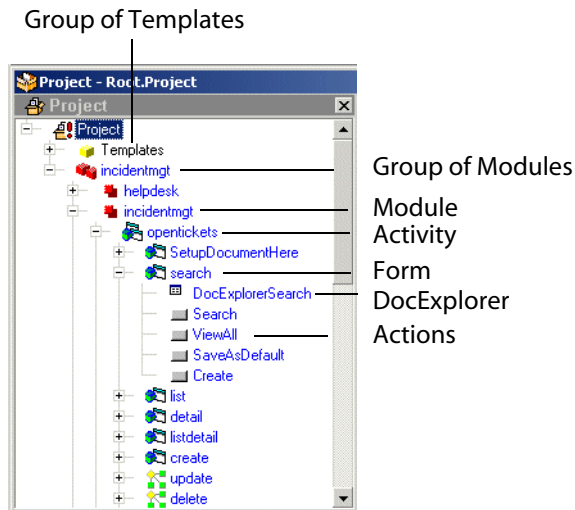 Group of Templates
Project - Root.Project
Project
Project
Templates
incidentmgt
Group of Modules
helpdesk
incidentmgt
Module
opentickets
Activity
SetupDocumentHere
search
Form
DocExplorerSearch
DocExplorer
Search
ViewAll
Actions
SaveAsDefault
Create
list
detail
listdetail
create
update
delete